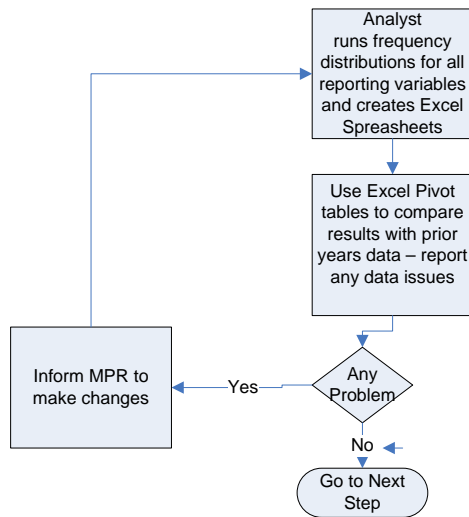 Analyst
runs frequency
distributions for all
reporting variables
and creates Excel
Spreasheets
Use Excel Pivot
tables to compare
results with prior
years data – report
any data issues
Inform MPR to
make changes
Yes
Any
Problem
No
Go to Next
Step